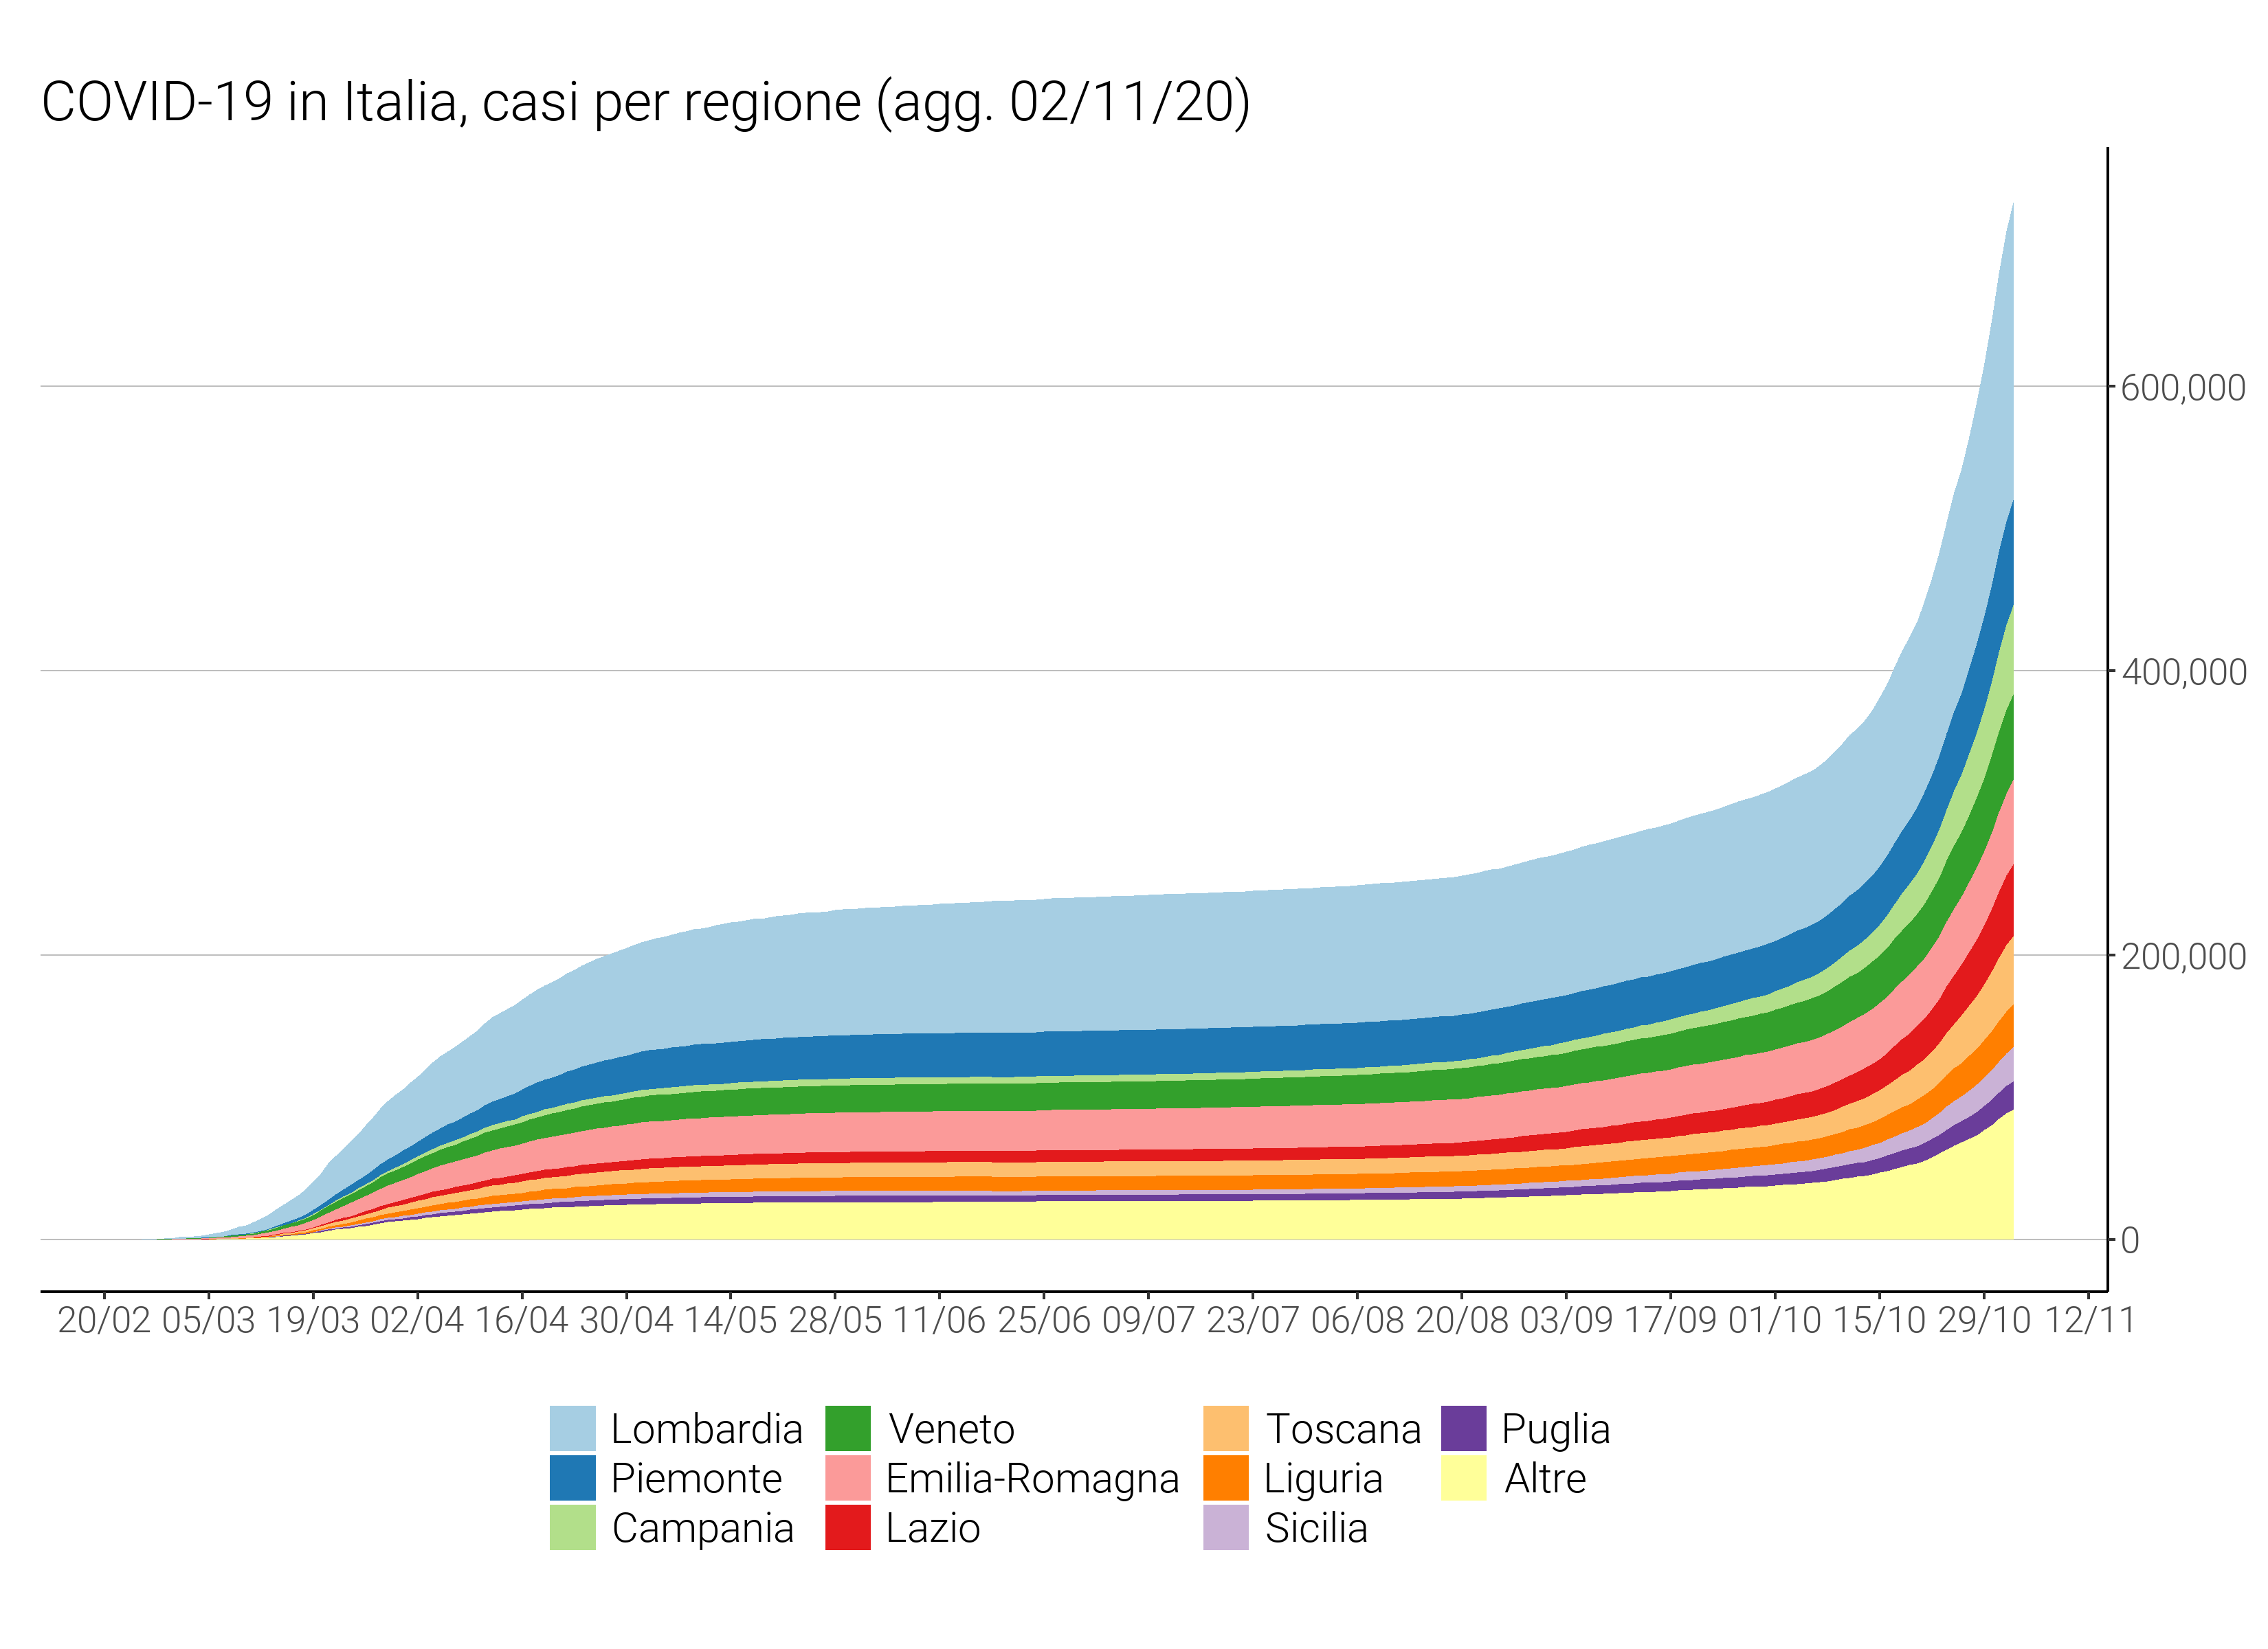 COVID-19 in Italia, casi per regione (agg. 02/11/20)
600,000
400,000
200,000
0
20/02 05/03 19/03 02/04 16/04 30/04 14/05 28/05 11/06 25/06 09/07 23/07 06/08 20/08 03/09 17/09 01/10 15/10 29/10 12/11
Lombardia Veneto Toscana Puglia
Piemonte Emilia-Romagna Liguria Altre
Campania Lazio Sicilia